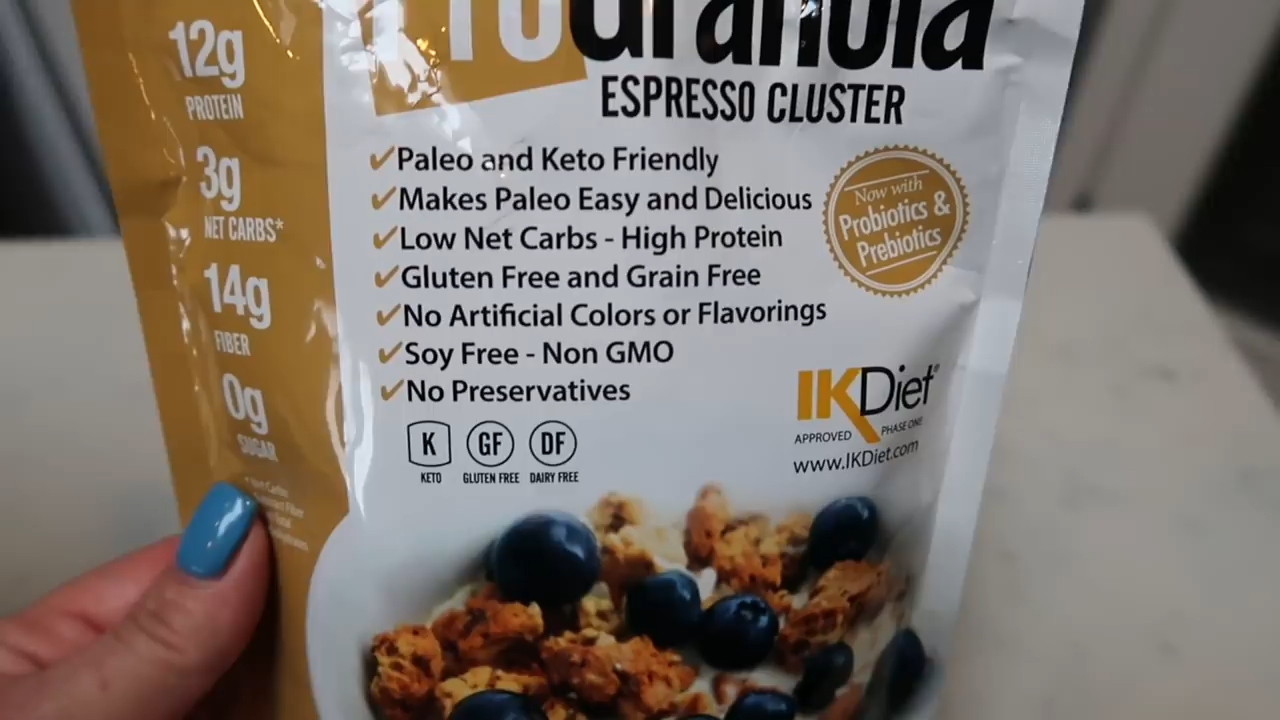 ProGranola
ESPRESSO CLUSTER
12g
PROTEIN
3g
NET CARBS*
14g
FIBER
0g
SUGAR
✓Paleo and Keto Friendly
✓Makes Paleo Easy and Delicious
✓Low Net Carbs - High Protein
✓Gluten Free and Grain Free
✓No Artificial Colors or Flavorings
✓Soy Free - Non GMO
✓No Preservatives
Now with
Probiotics &
Prebiotics
K
KETO
GF
GLUTEN FREE
DF
DAIRY FREE
IKDiet®
APPROVED PHASE ONE
www.IKDiet.com